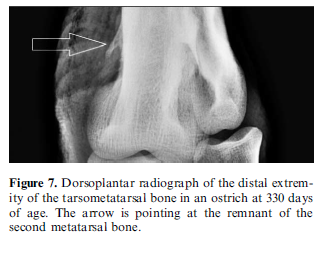 Figure 7. Dorsoplantar radiograph of the distal extrem-
ity of the tarsometatarsal bone in an ostrich at 330 days
of age. The arrow is pointing at the remnant of the
second metatarsal bone.